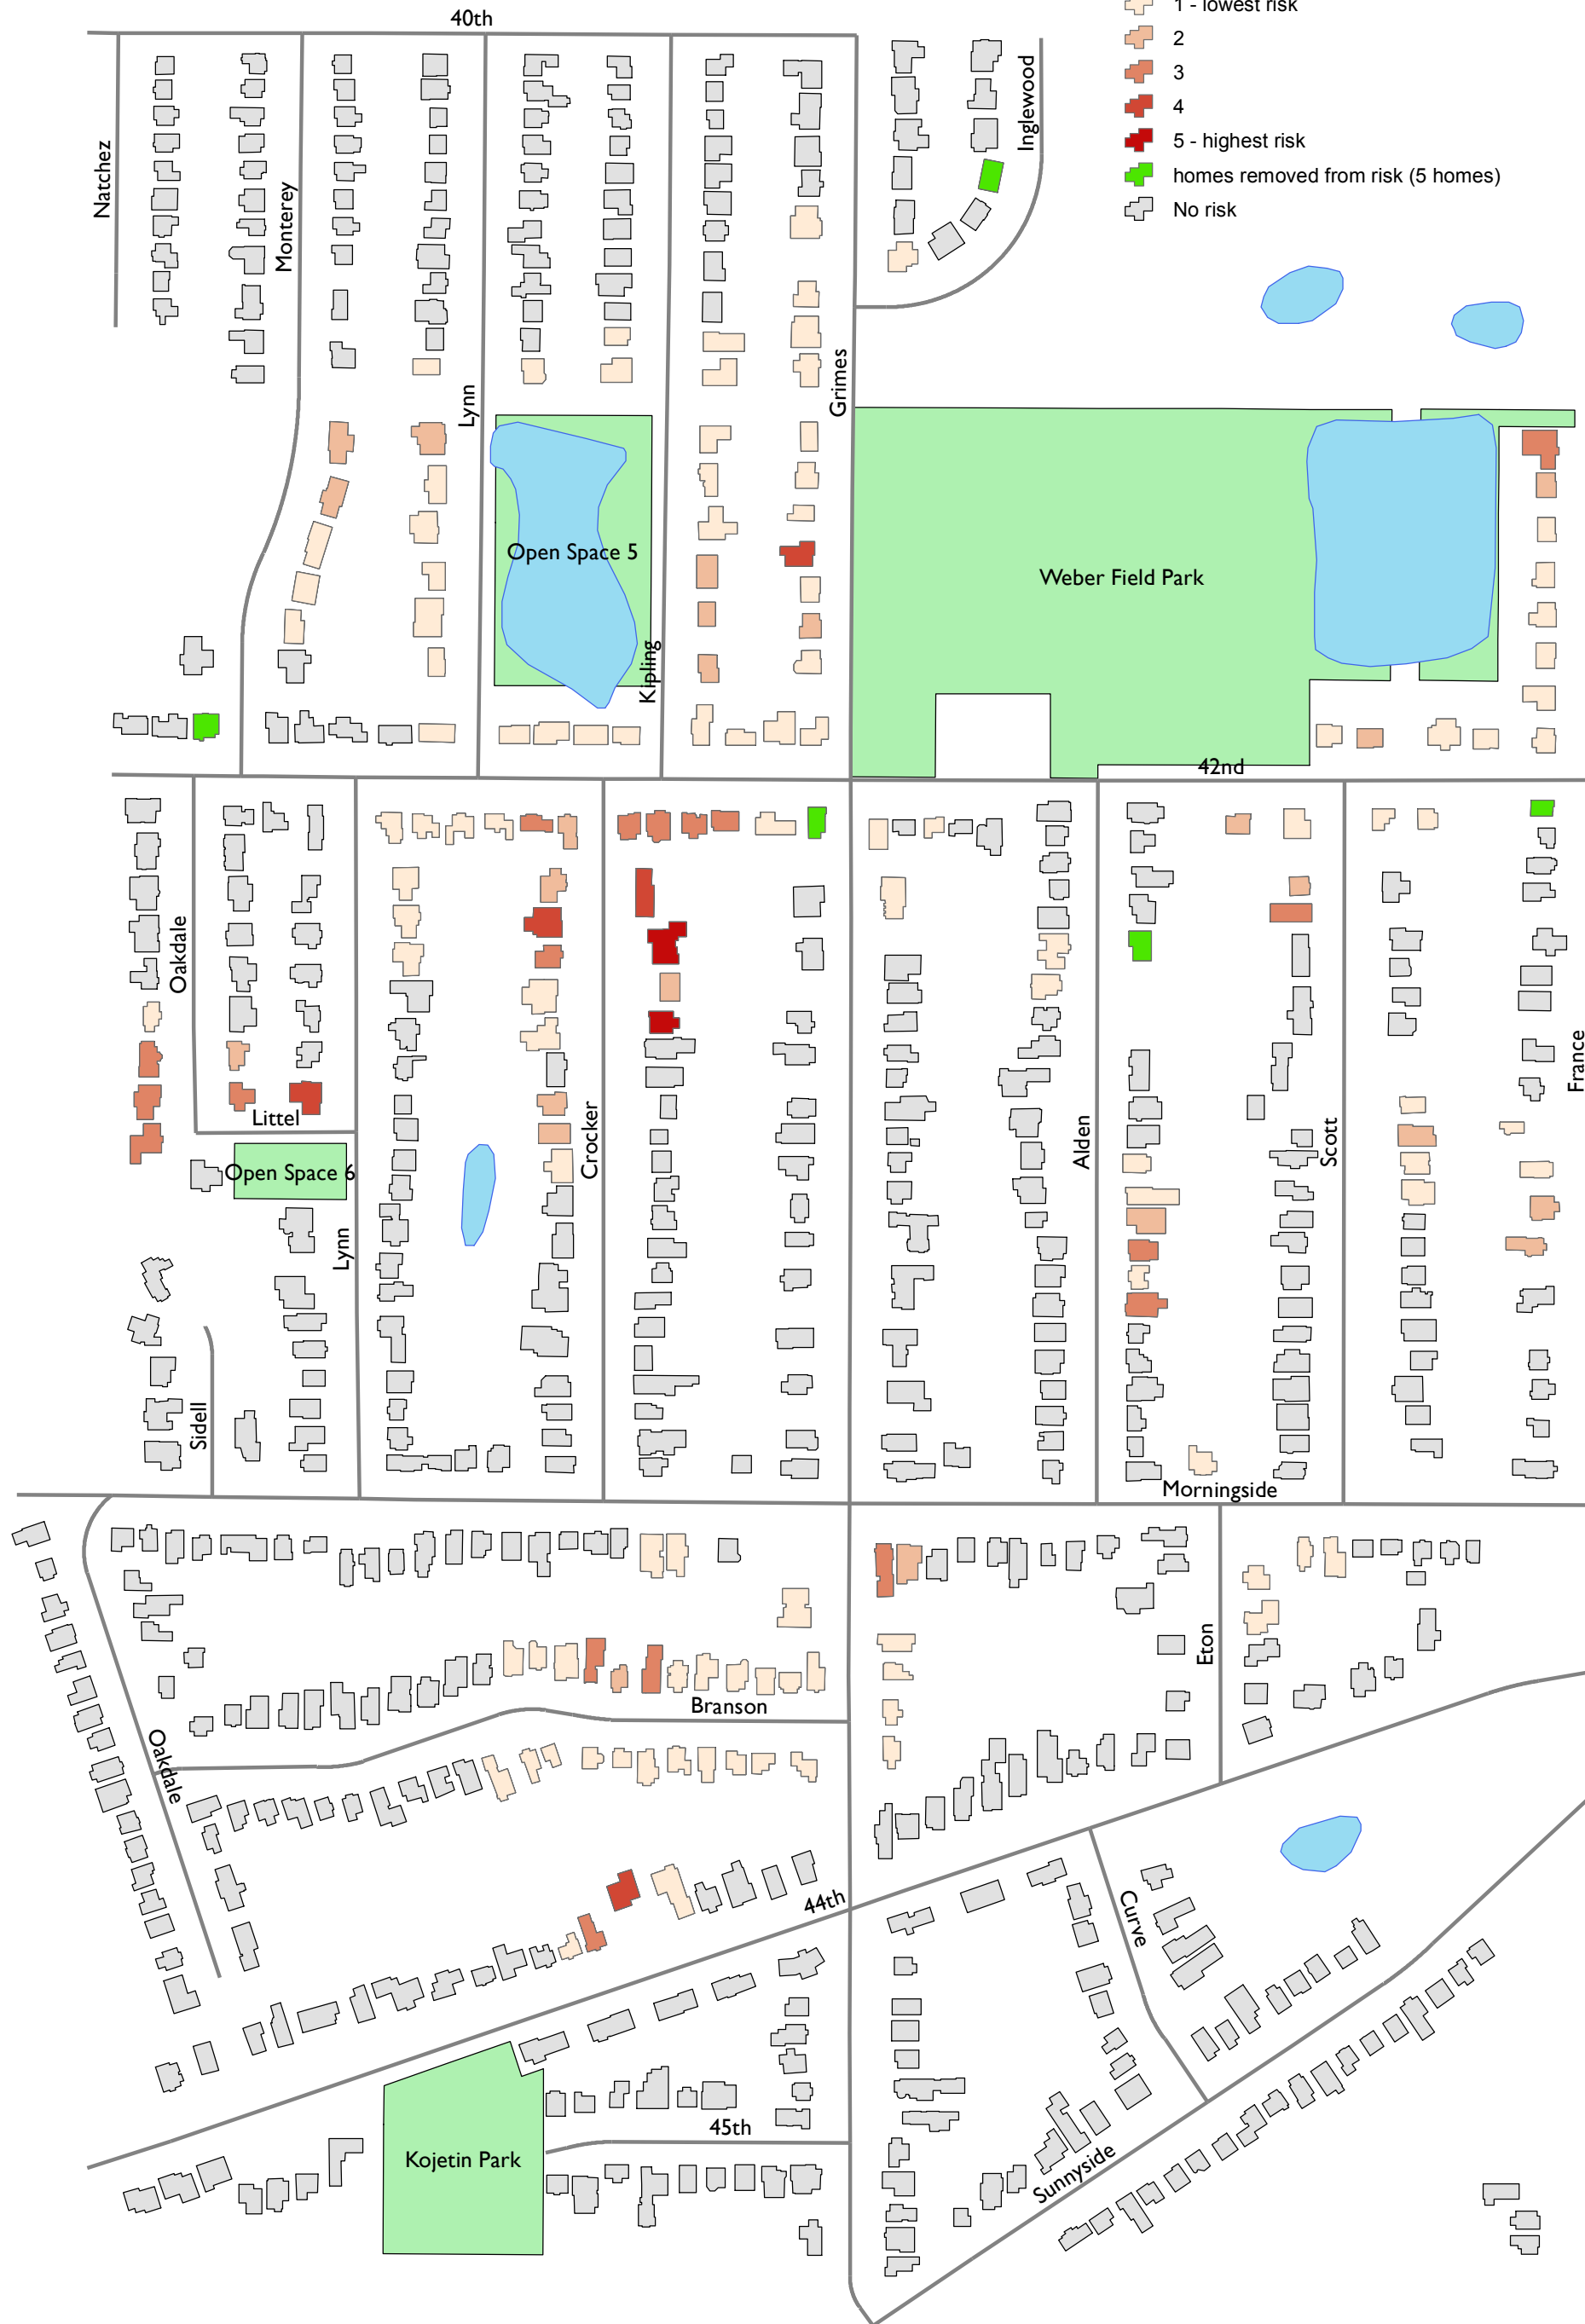 40th
1 - lowest risk
2
3
4
5 - highest risk
homes removed from risk (5 homes)
No risk
Inglewood
Natchez
Monterey
Lynn
Grimes
Open Space 5
Weber Field Park
Kipling
42nd
Oakdale
France
Littel
Crocker
Alden
Scott
Open Space 6
Lynn
Sidell
Morningside
Eton
Branson
Oakdale
44th
Curve
45th
Kojetin Park
Sunnyside